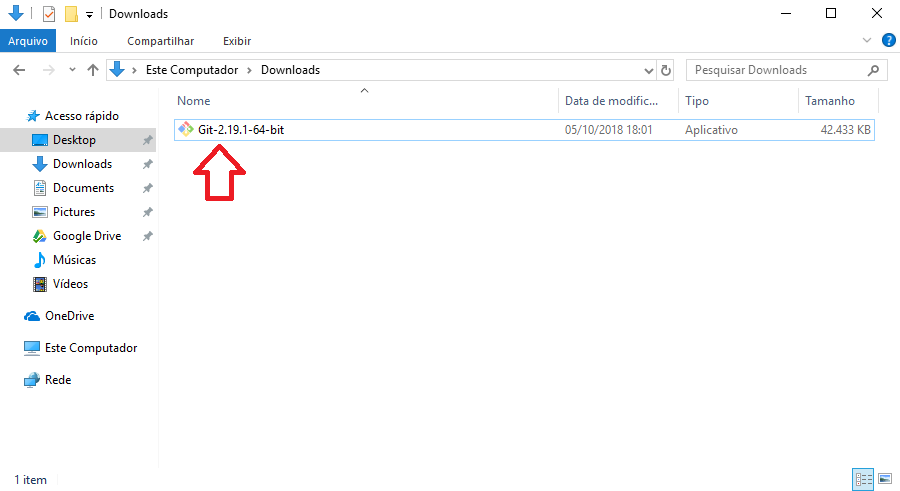 Downloads
Arquivo Início Compartilhar Exibir
Este Computador Downloads Pesquisar Downloads
Nome Data de modific... Tipo Tamanho
Git-2.19.1-64-bit 05/10/2018 18:01 Aplicativo 42.433 KB
Acesso rápido
Desktop
Downloads
Documents
Pictures
Google Drive
Músicas
Vídeos
OneDrive
Este Computador
Rede
1 item